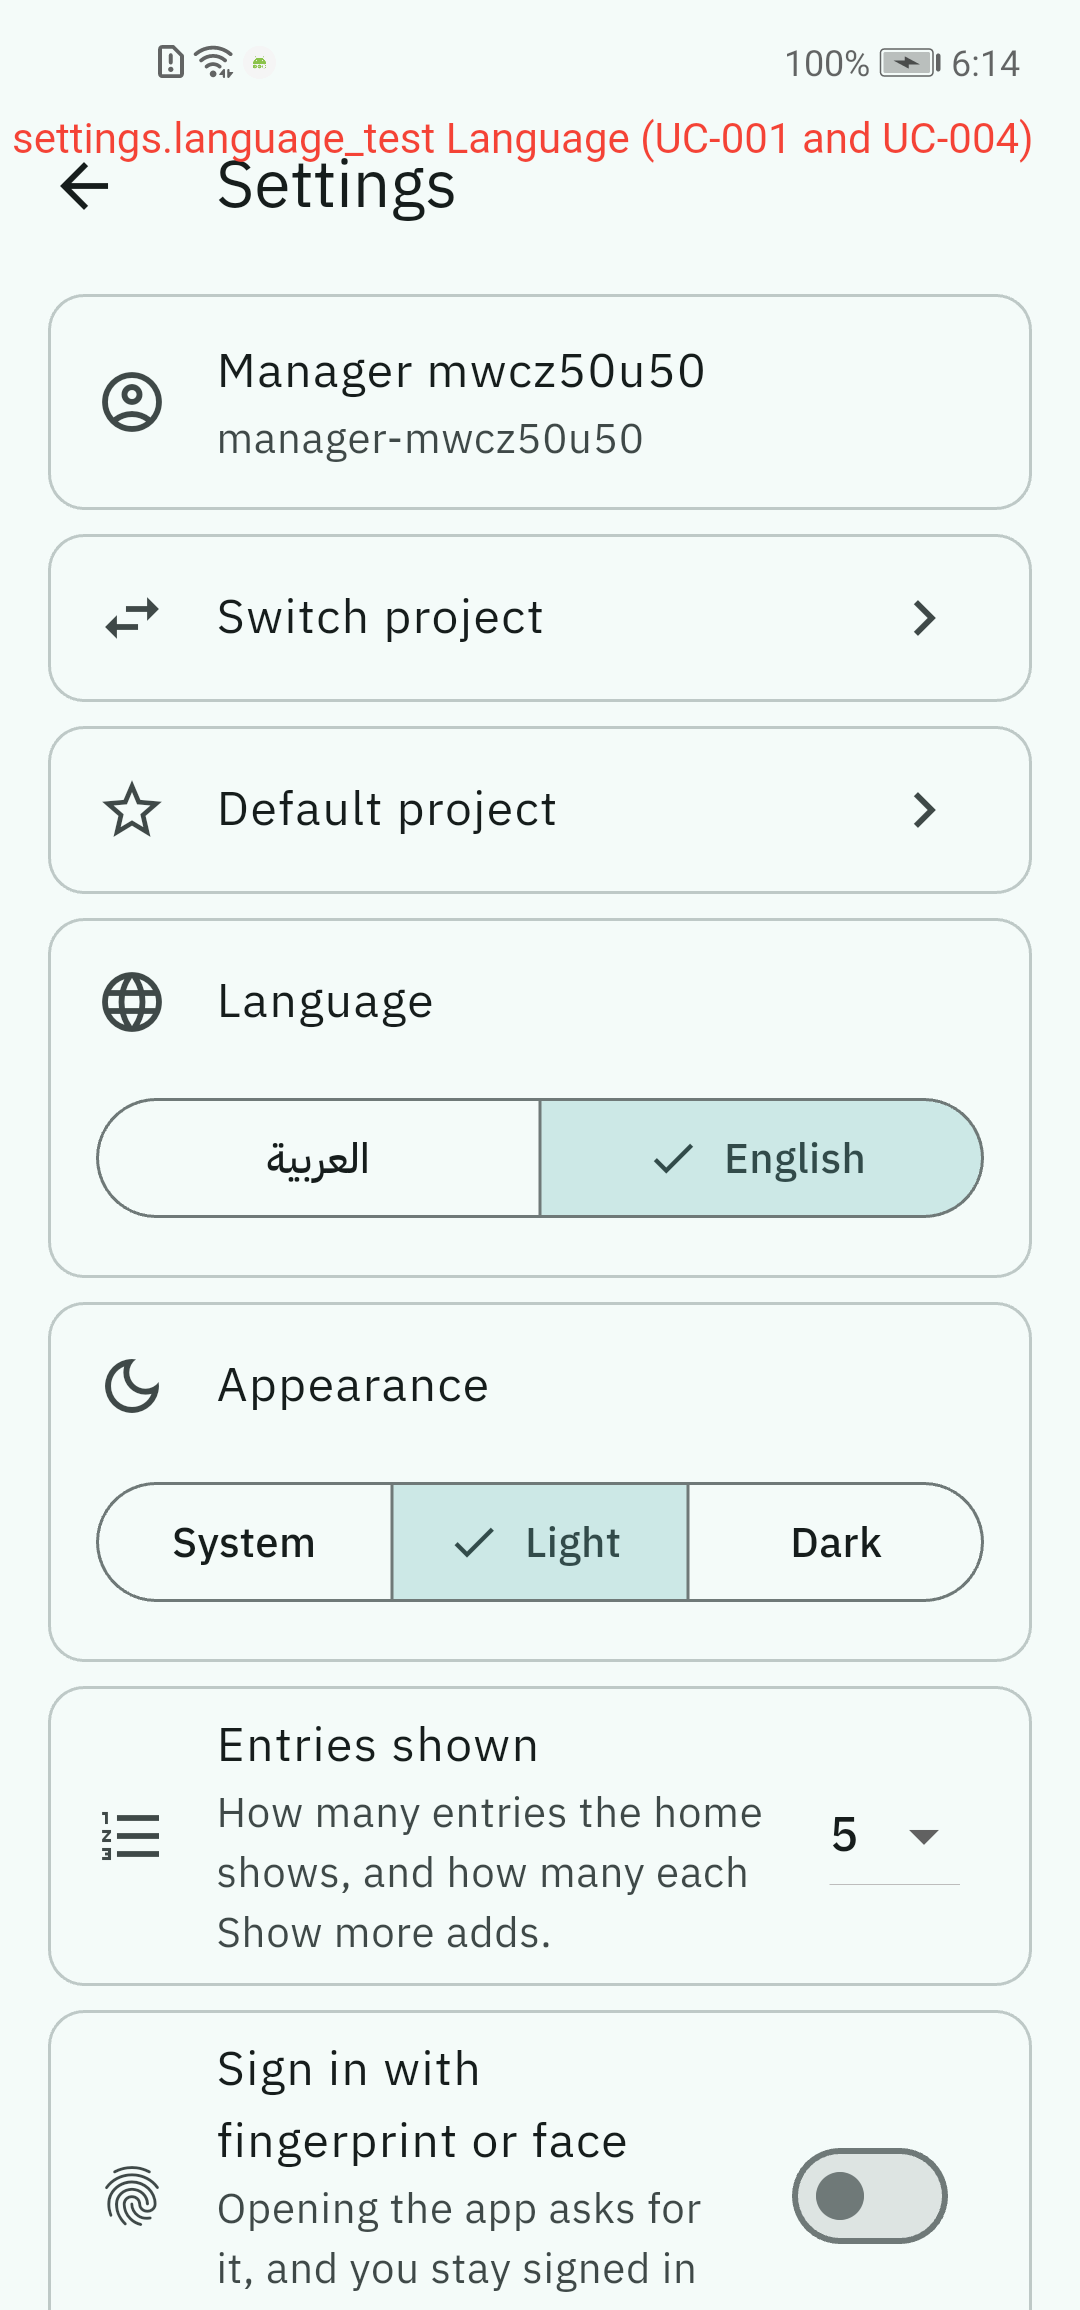 100% 6:14
settings.language_test Language (UC-001 and UC-004)
Settings
Manager mwcz50u50
manager-mwcz50u50
Switch project
Default project
Language
العربية
English
Appearance
System
Light
Dark
Entries shown
How many entries the home
shows, and how many each
Show more adds.
5
Sign in with
fingerprint or face
Opening the app asks for
it, and you stay signed in